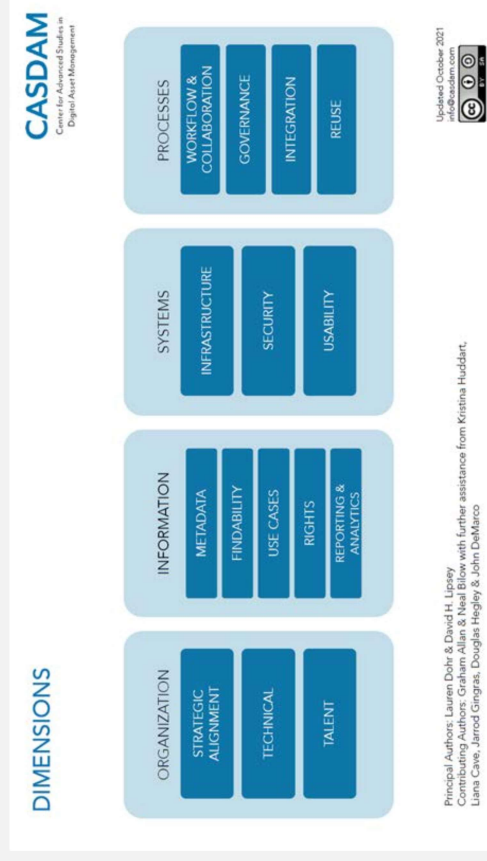 DIMENSIONS
CASDAM
Center for Advanced Studies in
Digital Asset Management
ORGANIZATION
STRATEGIC
ALIGNMENT
TECHNICAL
TALENT
INFORMATION
METADATA
FINDABILITY
USE CASES
RIGHTS
REPORTING &
ANALYTICS
SYSTEMS
INFRASTRUCTURE
SECURITY
USABILITY
PROCESSES
WORKFLOW &
COLLABORATION
GOVERNANCE
INTEGRATION
REUSE
Principal Authors: Lauren Dohr & David H. Lipsey
Contributing Authors: Graham Allan & Neal Bilow with further assistance from Kristina Huddart,
Liana Cave, Jarrod Gingras, Douglas Hegley & John DeMarco
Updated October 2021
info@casdam.com
cc
BY SA